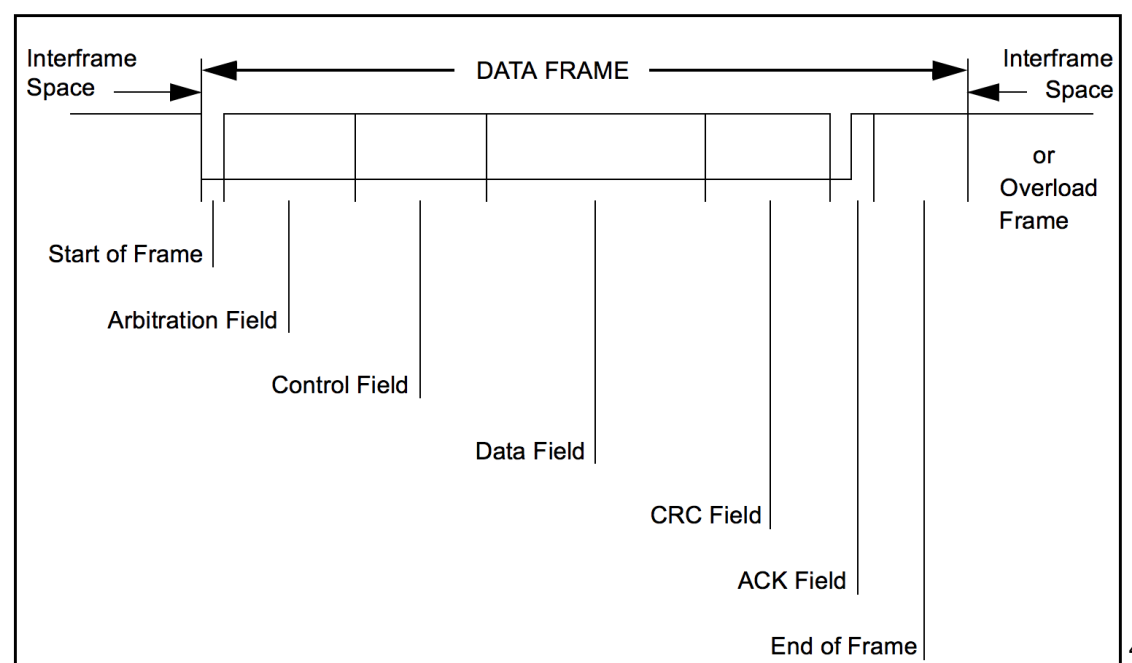 Interframe
Space
DATA FRAME
Interframe
Space
or
Overload
Frame
Start of Frame
Arbitration Field
Control Field
Data Field
CRC Field
ACK Field
End of Frame